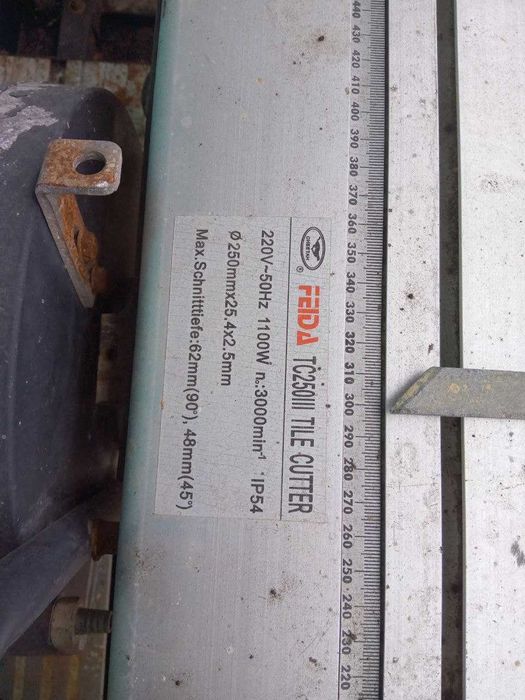 FEIDA TC250III TILE CUTTER
®
220V~50Hz 1100W n₀:3000min⁻¹ IP54
Ø250mmx25.4x2.5mm
Max.Schnitttiefe:62mm(90°), 48mm(45°)
440 430 420 410 400 390 380 370 360 350 340 330 320 310 300 290 280 270 260 250 240 230 220